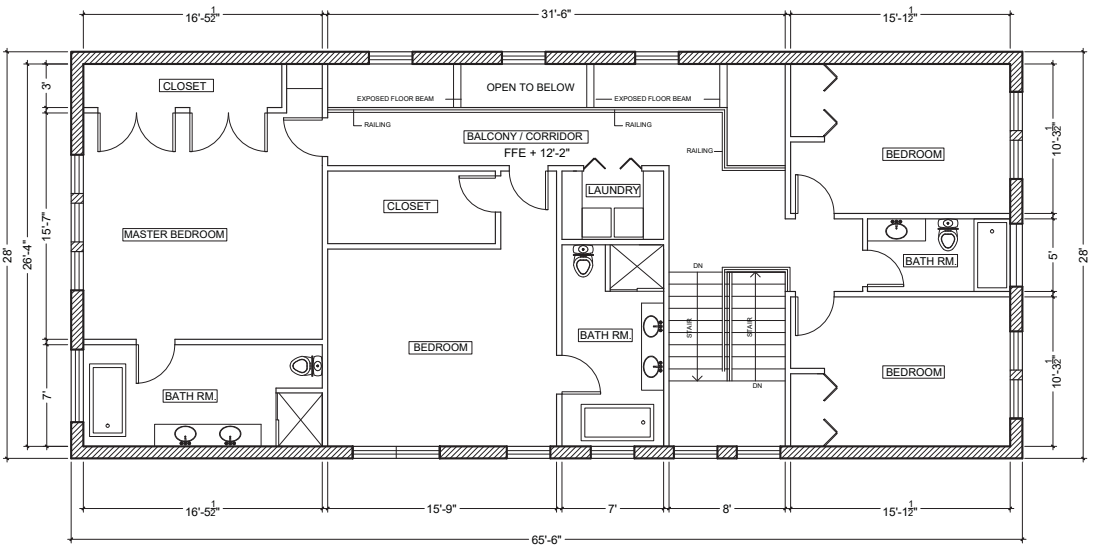 16'-5½"
31'-6"
15'-1½"
CLOSET
OPEN TO BELOW
EXPOSED FLOOR BEAM
EXPOSED FLOOR BEAM
RAILING
RAILING
BALCONY / CORRIDOR
FFE + 12'-2"
RAILING
BEDROOM
3'
10'-3½"
LAUNDRY
CLOSET
MASTER BEDROOM
15'-7"
26'-4"
28'
BATH RM.
5'
28'
DN
STAIR
STAIR
DN
BATH RM.
BEDROOM
BEDROOM
10'-3½"
BATH RM.
7'
16'-5½"
15'-9"
7'
8'
15'-1½"
65'-6"